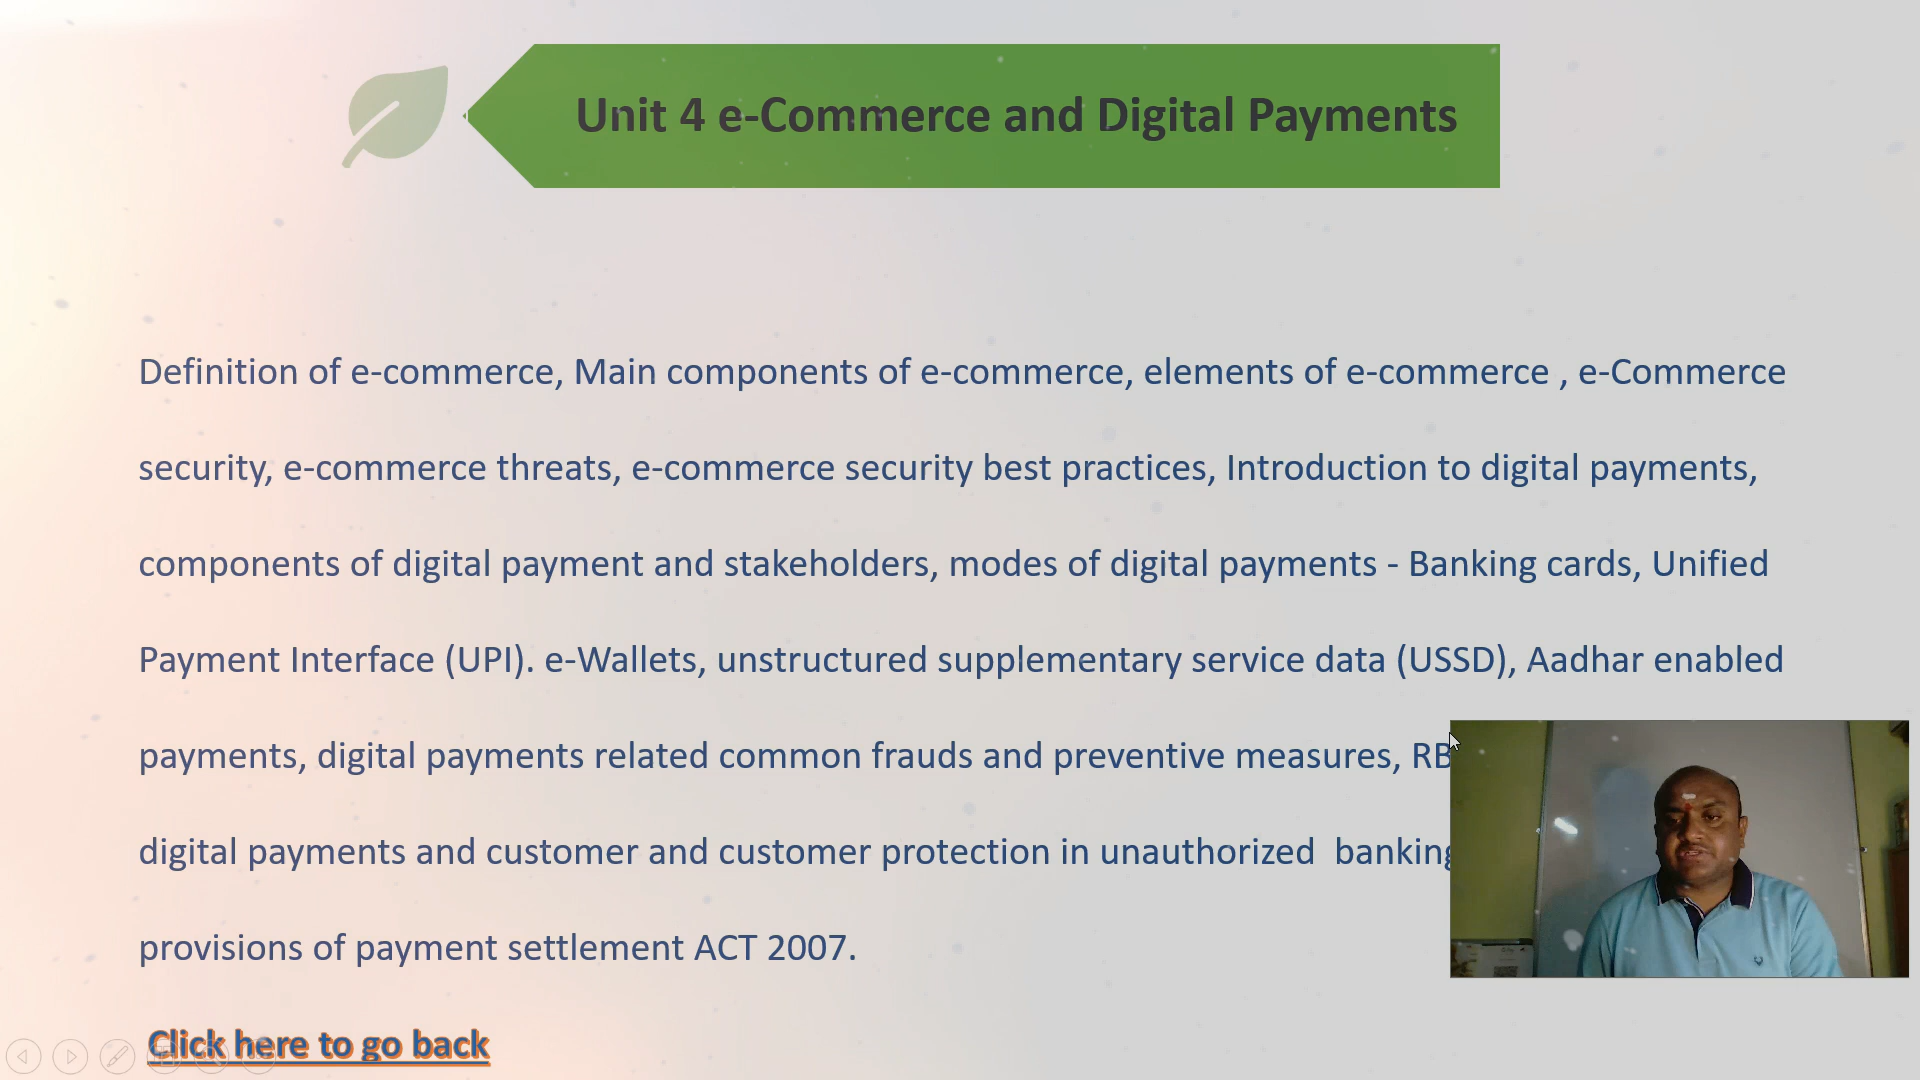 Unit 4 e-Commerce and Digital Payments
Definition of e-commerce, Main components of e-commerce, elements of e-commerce , e-Commerce
security, e-commerce threats, e-commerce security best practices, Introduction to digital payments,
components of digital payment and stakeholders, modes of digital payments - Banking cards, Unified
Payment Interface (UPI). e-Wallets, unstructured supplementary service data (USSD), Aadhar enabled
payments, digital payments related common frauds and preventive measures,
digital payments and customer and customer protection in unauthorized banking
provisions of payment settlement ACT 2007.
Click here to go back